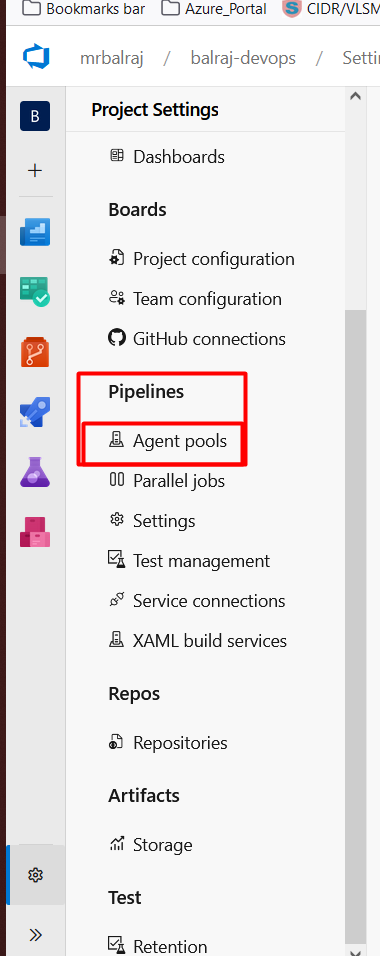 Bookmarks bar Azure_Portal CIDR/VLSM
mrbalraj / balraj-devops / Settin
B
Project Settings
Dashboards
Boards
Project configuration
Team configuration
GitHub connections
Pipelines
Agent pools
Parallel jobs
Settings
Test management
Service connections
XAML build services
Repos
Repositories
Artifacts
Storage
Test
Retention